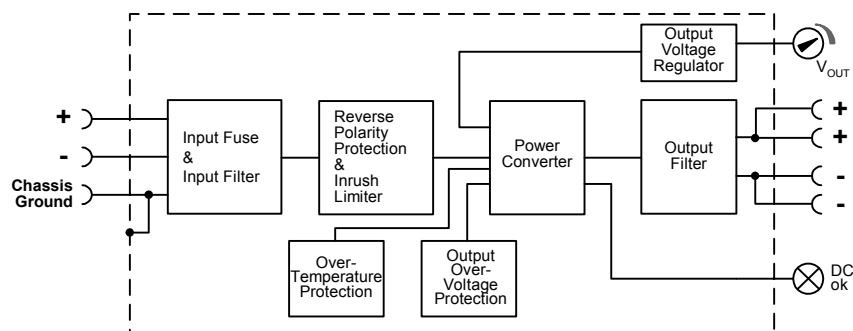 Output
Voltage
Regulator
VOUT
+
-
Chassis
Ground
Input Fuse
&
Input Filter
Reverse
Polarity
Protection
&
Inrush
Limiter
Power
Converter
Output
Filter
+
+
-
-
Over-
Temperature
Protection
Output
Over-
Voltage
Protection
DC
ok